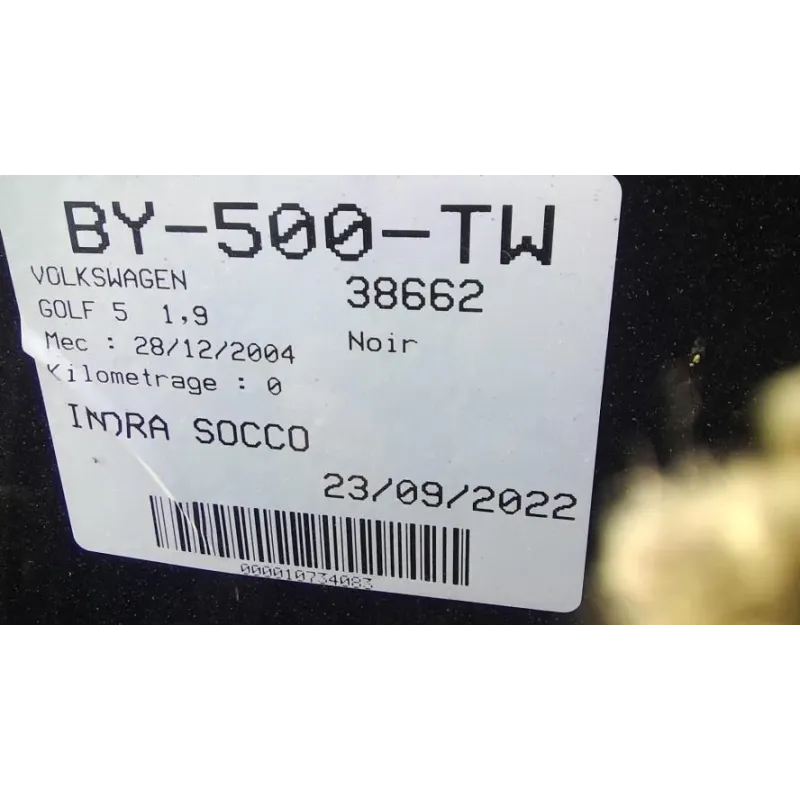 BY-500-TW
VOLKSWAGEN
38662
GOLF 5 1,9
Mec : 28/12/2004
Noir
Kilometrage : 0
INDRA SOCCO
23/09/2022
000010734083